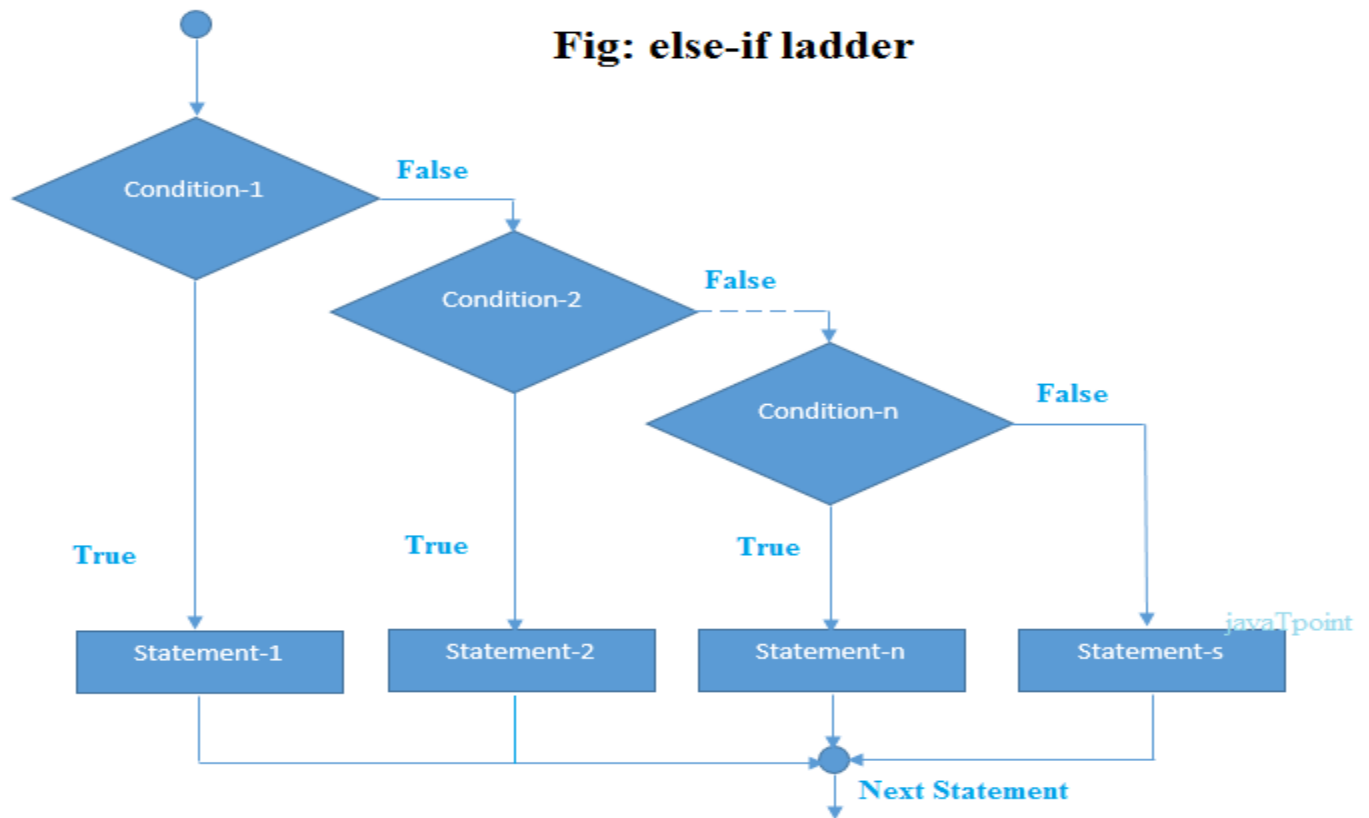 Fig: else-if ladder
Condition-1
False
Condition-2
False
Condition-n
False
True
True
True
Statement-1
Statement-2
Statement-n
Statement-s
javaTpoint
Next Statement